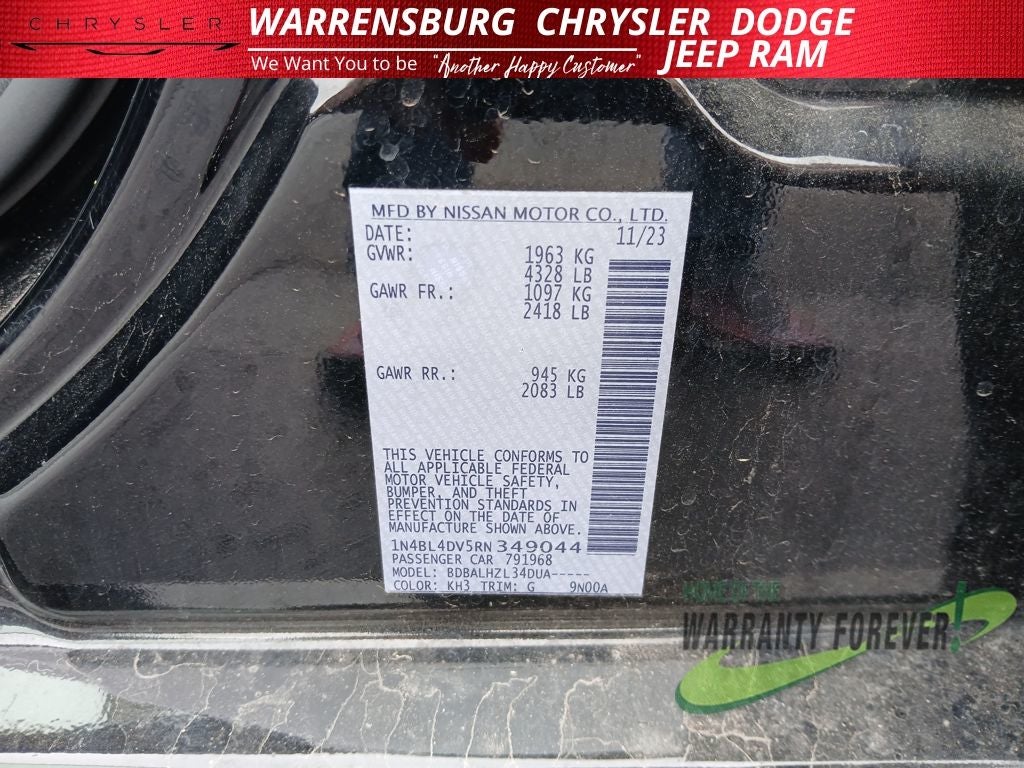 CHRYSLER
WARRENSBURG CHRYSLER DODGE
JEEP RAM
We Want You to be "Another Happy Customer"
MFD BY NISSAN MOTOR CO., LTD.
DATE: 11/23
GVWR: 1963 KG
4328 LB
GAWR FR.: 1097 KG
2418 LB
GAWR RR.: 945 KG
2083 LB
THIS VEHICLE CONFORMS TO
ALL APPLICABLE FEDERAL
MOTOR VEHICLE SAFETY,
BUMPER, AND THEFT
PREVENTION STANDARDS IN
EFFECT ON THE DATE OF
MANUFACTURE SHOWN ABOVE.
1N4BL4DV5RN349044
PASSENGER CAR 791968
MODEL: BDBALHZL34DUA-----
COLOR: KH3 TRIM: G 9N00A
HOME OF THE
WARRANTY FOREVER!